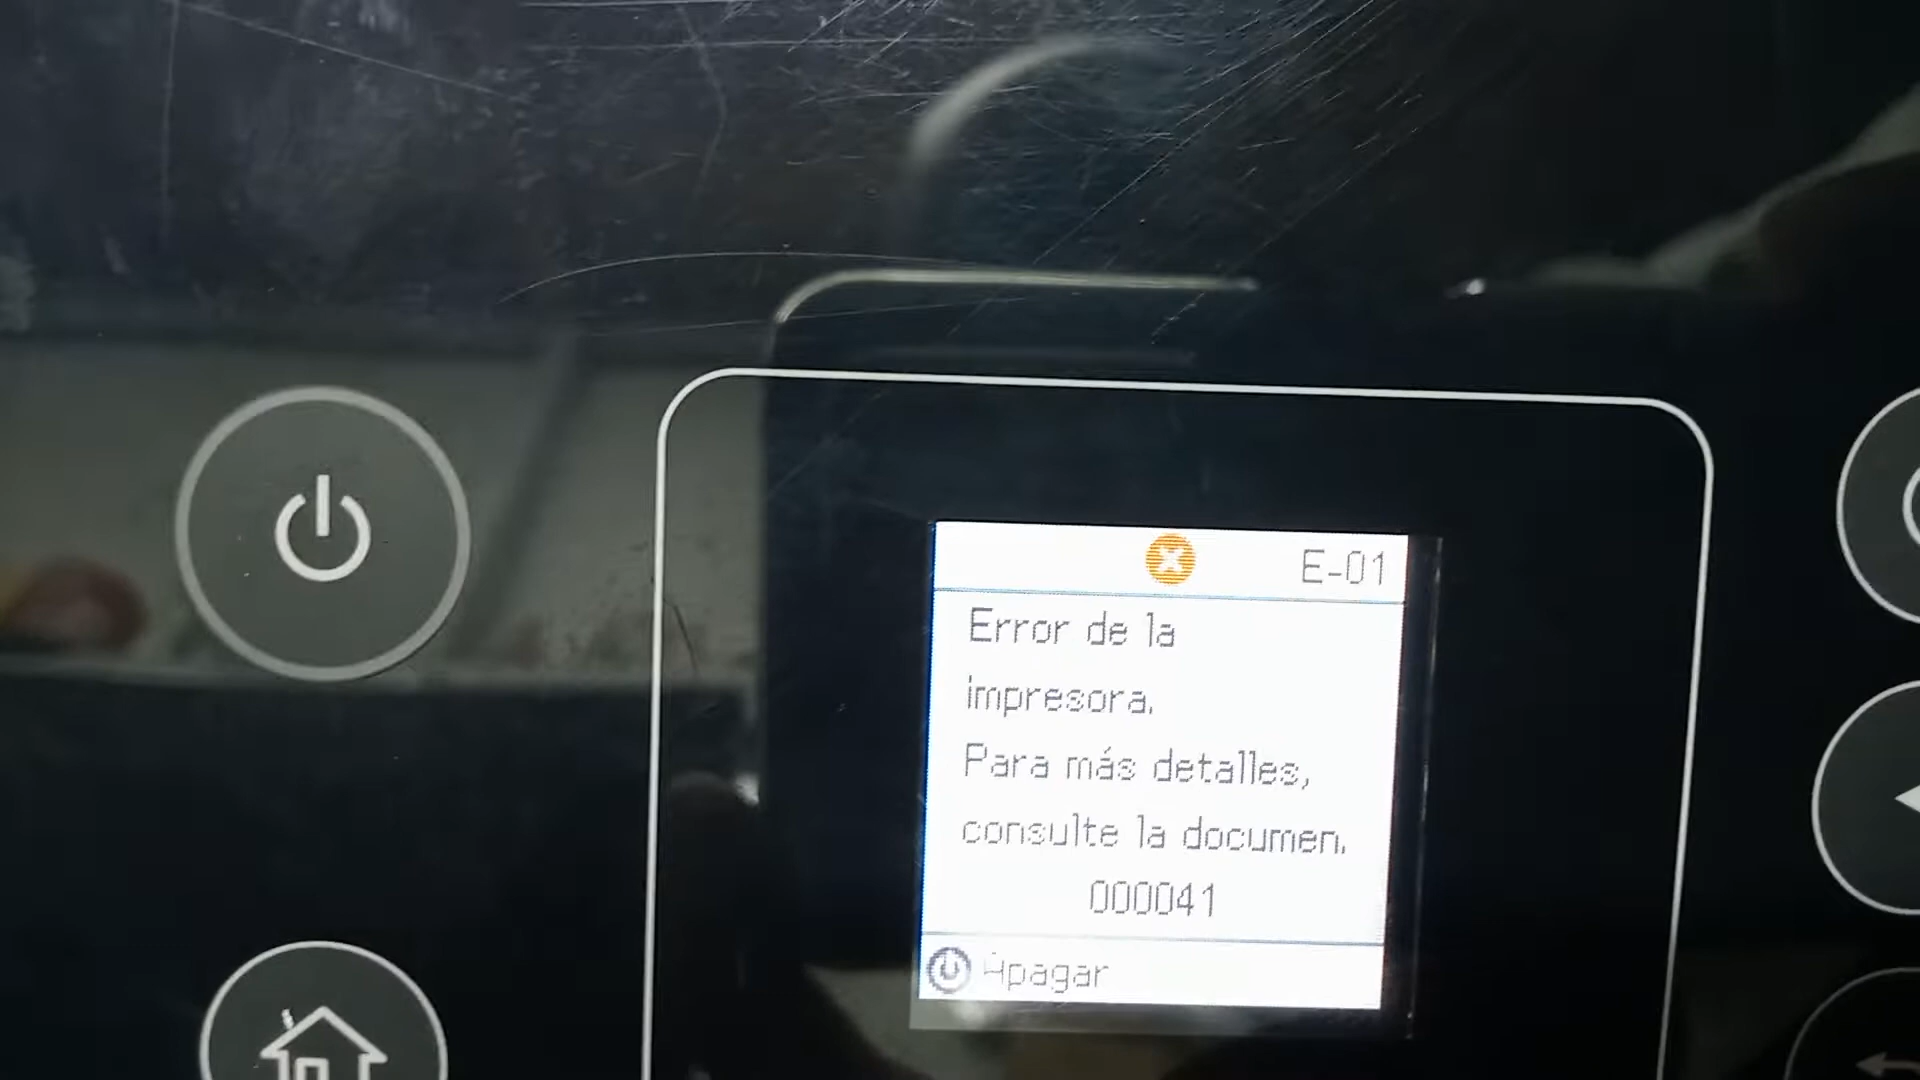 E-01
Error de la
impresora.
Para más detalles,
consulte la documen.
000041
Apagar